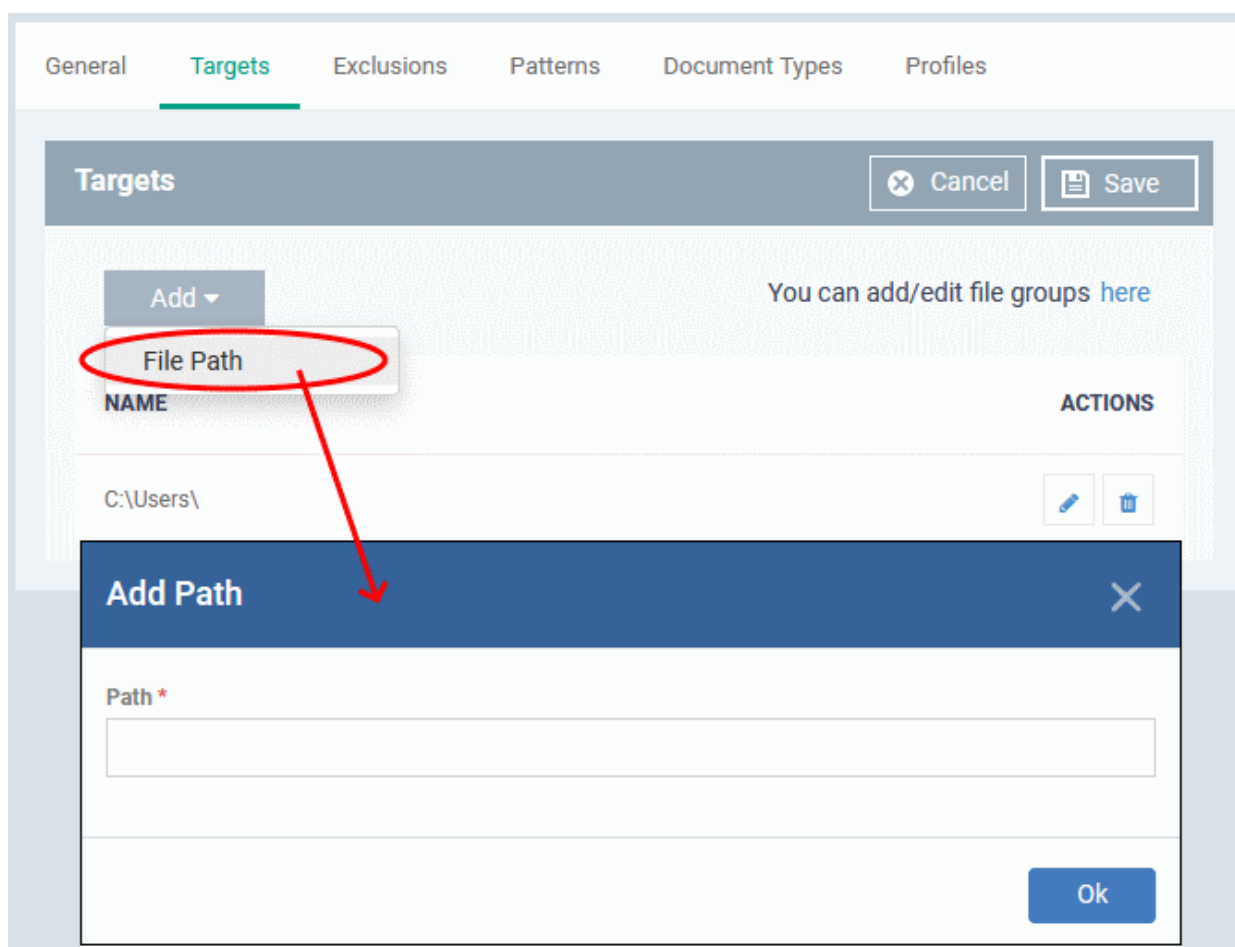 General Targets Exclusions Patterns Document Types Profiles
Targets Cancel Save
Add You can add/edit file groups here
File Path
NAME ACTIONS
C:\Users\
Add Path
Path *
Ok